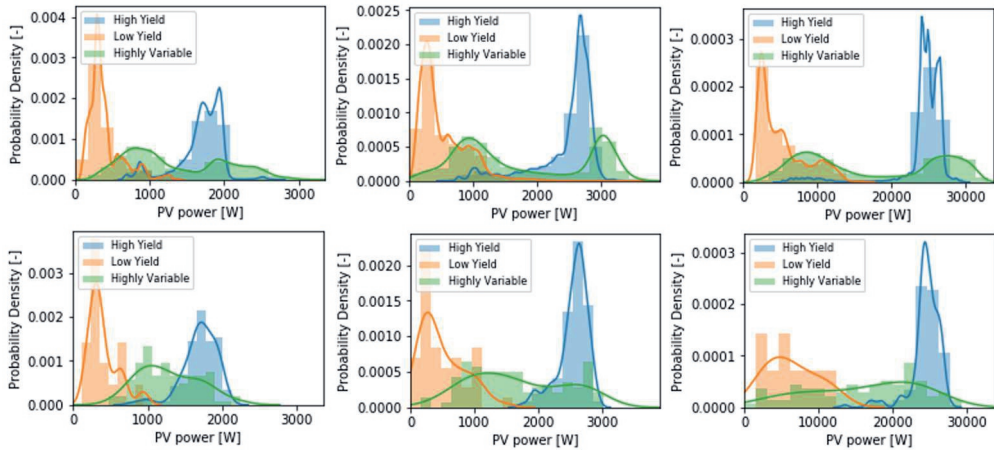 Probability Density [-]
0.004
0.003
0.002
0.001
0.000
High Yield
Low Yield
Highly Variable
0
1000
2000
3000
PV power [W]
Probability Density [-]
0.0025
0.0020
0.0015
0.0010
0.0005
0.0000
High Yield
Low Yield
Highly Variable
0
1000
2000
3000
PV power [W]
Probability Density [-]
0.0003
0.0002
0.0001
0.0000
High Yield
Low Yield
Highly Variable
0
10000
20000
30000
PV power [W]
Probability Density [-]
0.003
0.002
0.001
0.000
High Yield
Low Yield
Highly Variable
0
1000
2000
3000
PV power [W]
Probability Density [-]
0.0020
0.0015
0.0010
0.0005
0.0000
High Yield
Low Yield
Highly Variable
0
1000
2000
3000
PV power [W]
Probability Density [-]
0.0003
0.0002
0.0001
0.0000
High Yield
Low Yield
Highly Variable
0
10000
20000
30000
PV power [W]